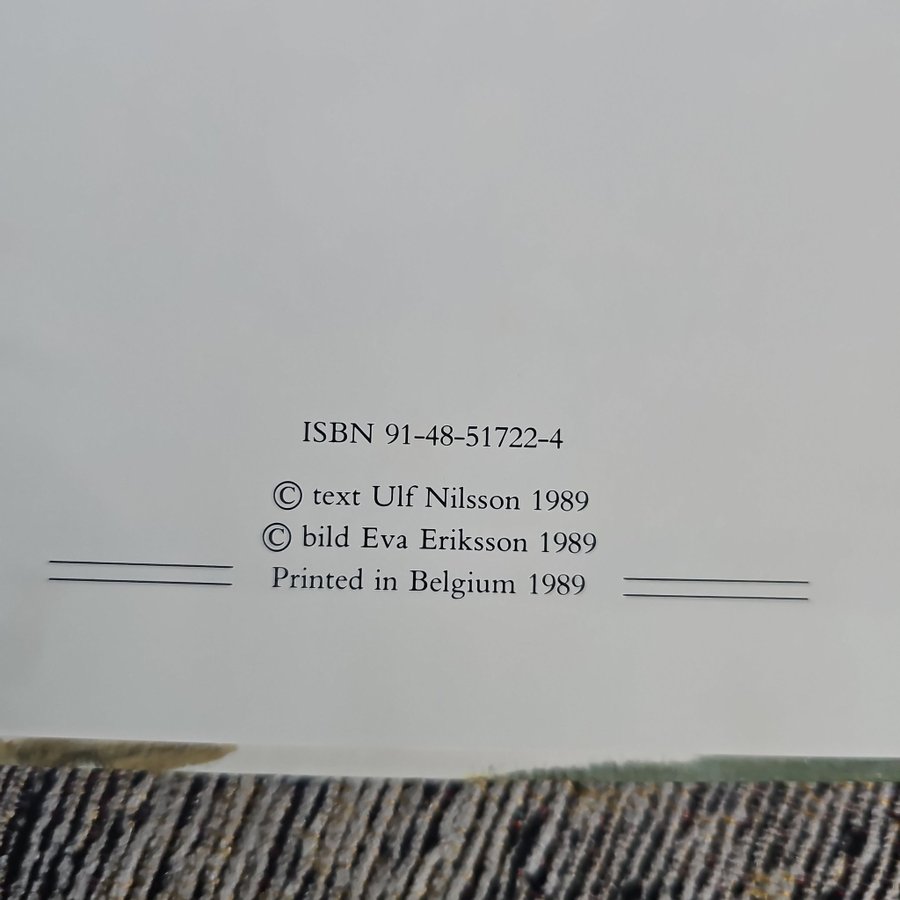 ISBN 91-48-51722-4
© text Ulf Nilsson 1989
© bild Eva Eriksson 1989
Printed in Belgium 1989